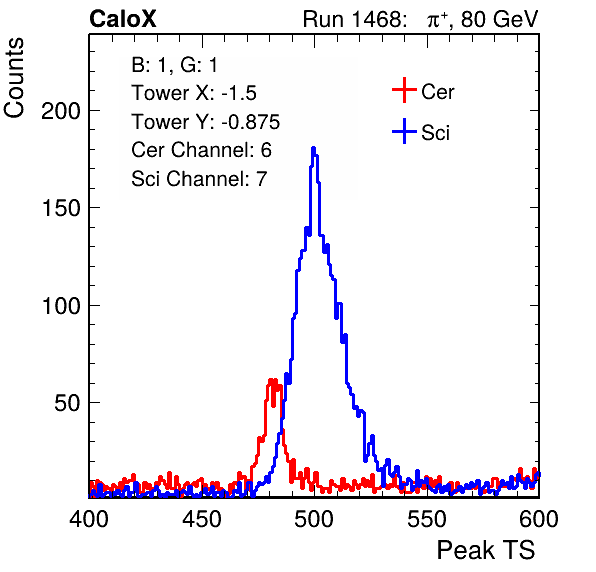 CaloX Run 1468: π+, 80 GeV
Counts
B: 1, G: 1
Tower X: -1.5
Tower Y: -0.875
Cer Channel: 6
Sci Channel: 7
Cer
Sci
200
150
100
50
400 450 500 550 600
Peak TS